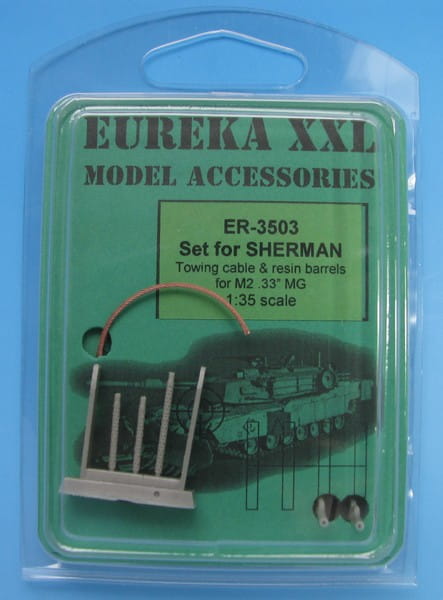 EUREKA XXL
MODEL ACCESSORIES
ER-3503
Set for SHERMAN
Towing cable & resin barrels
for M2 .33" MG
1:35 scale